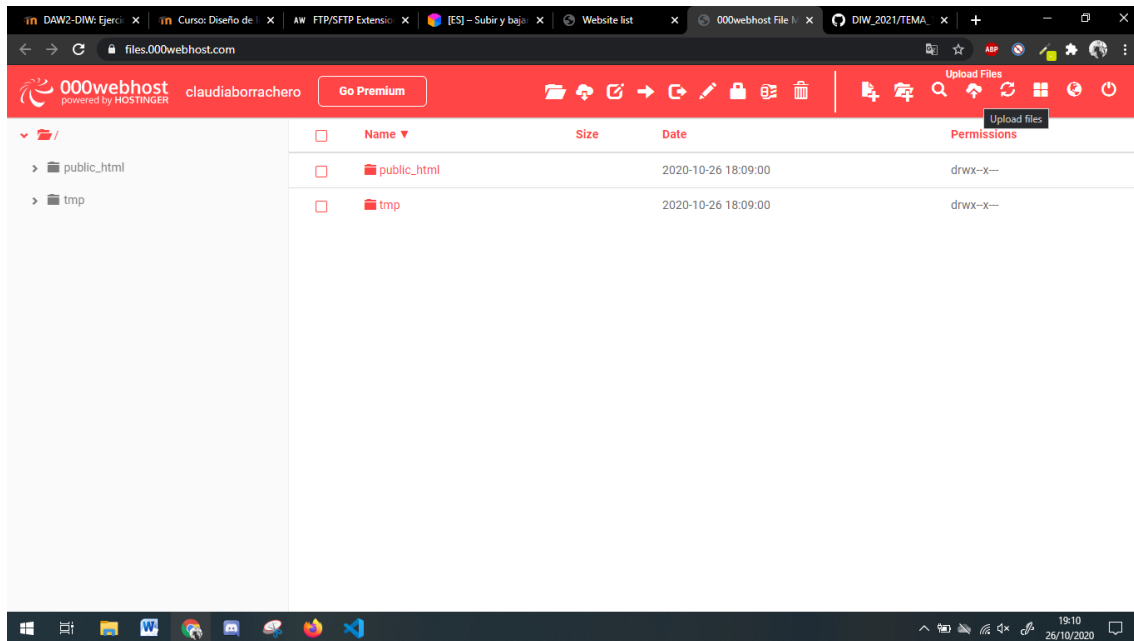 DAW2-DIW: Ejerci
Curso: Diseño de
AW FTP/SFTP Extensio
[ES] – Subir y baja
Website list
000webhost File M
DIW_2021/TEMA_
files.000webhost.com
000webhost
powered by HOSTINGER
claudiaborrachero
Go Premium
Upload Files
ABP
Upload files
/
Name ▼ Size Date Permissions
public_html
public_html 2020-10-26 18:09:00 drwx--x---
tmp
tmp 2020-10-26 18:09:00 drwx--x---
19:10
26/10/2020